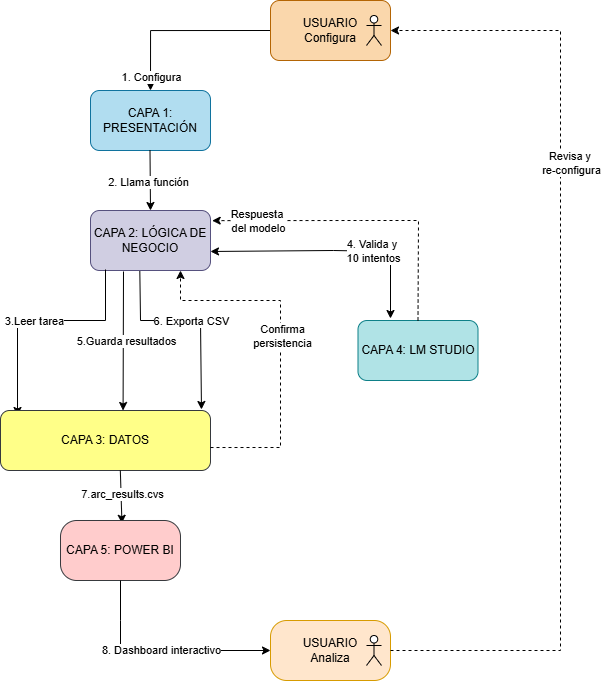 USUARIO
Configura
1. Configura
CAPA 1:
PRESENTACIÓN
Revisa y
re-configura
2. Llama función
CAPA 2: LÓGICA DE
NEGOCIO
Respuesta
del modelo
4. Valida y
10 intentos
3.Leer tarea
6. Exporta CSV
5.Guarda resultados
Confirma
persistencia
CAPA 4: LM STUDIO
CAPA 3: DATOS
7.arc_results.cvs
CAPA 5: POWER BI
8. Dashboard interactivo
USUARIO
Analiza